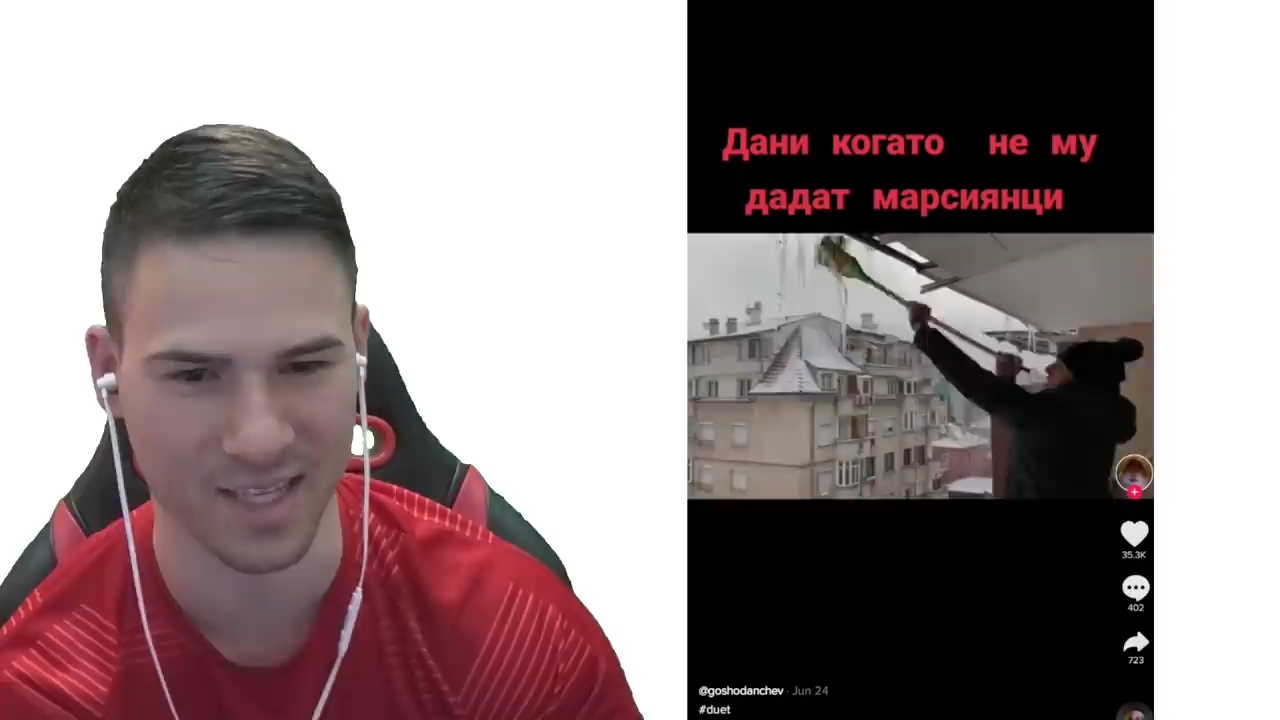 Дани когато не му
дадат марсиянци
35.3K
402
723
@goshodanchev · Jun 24
#duet